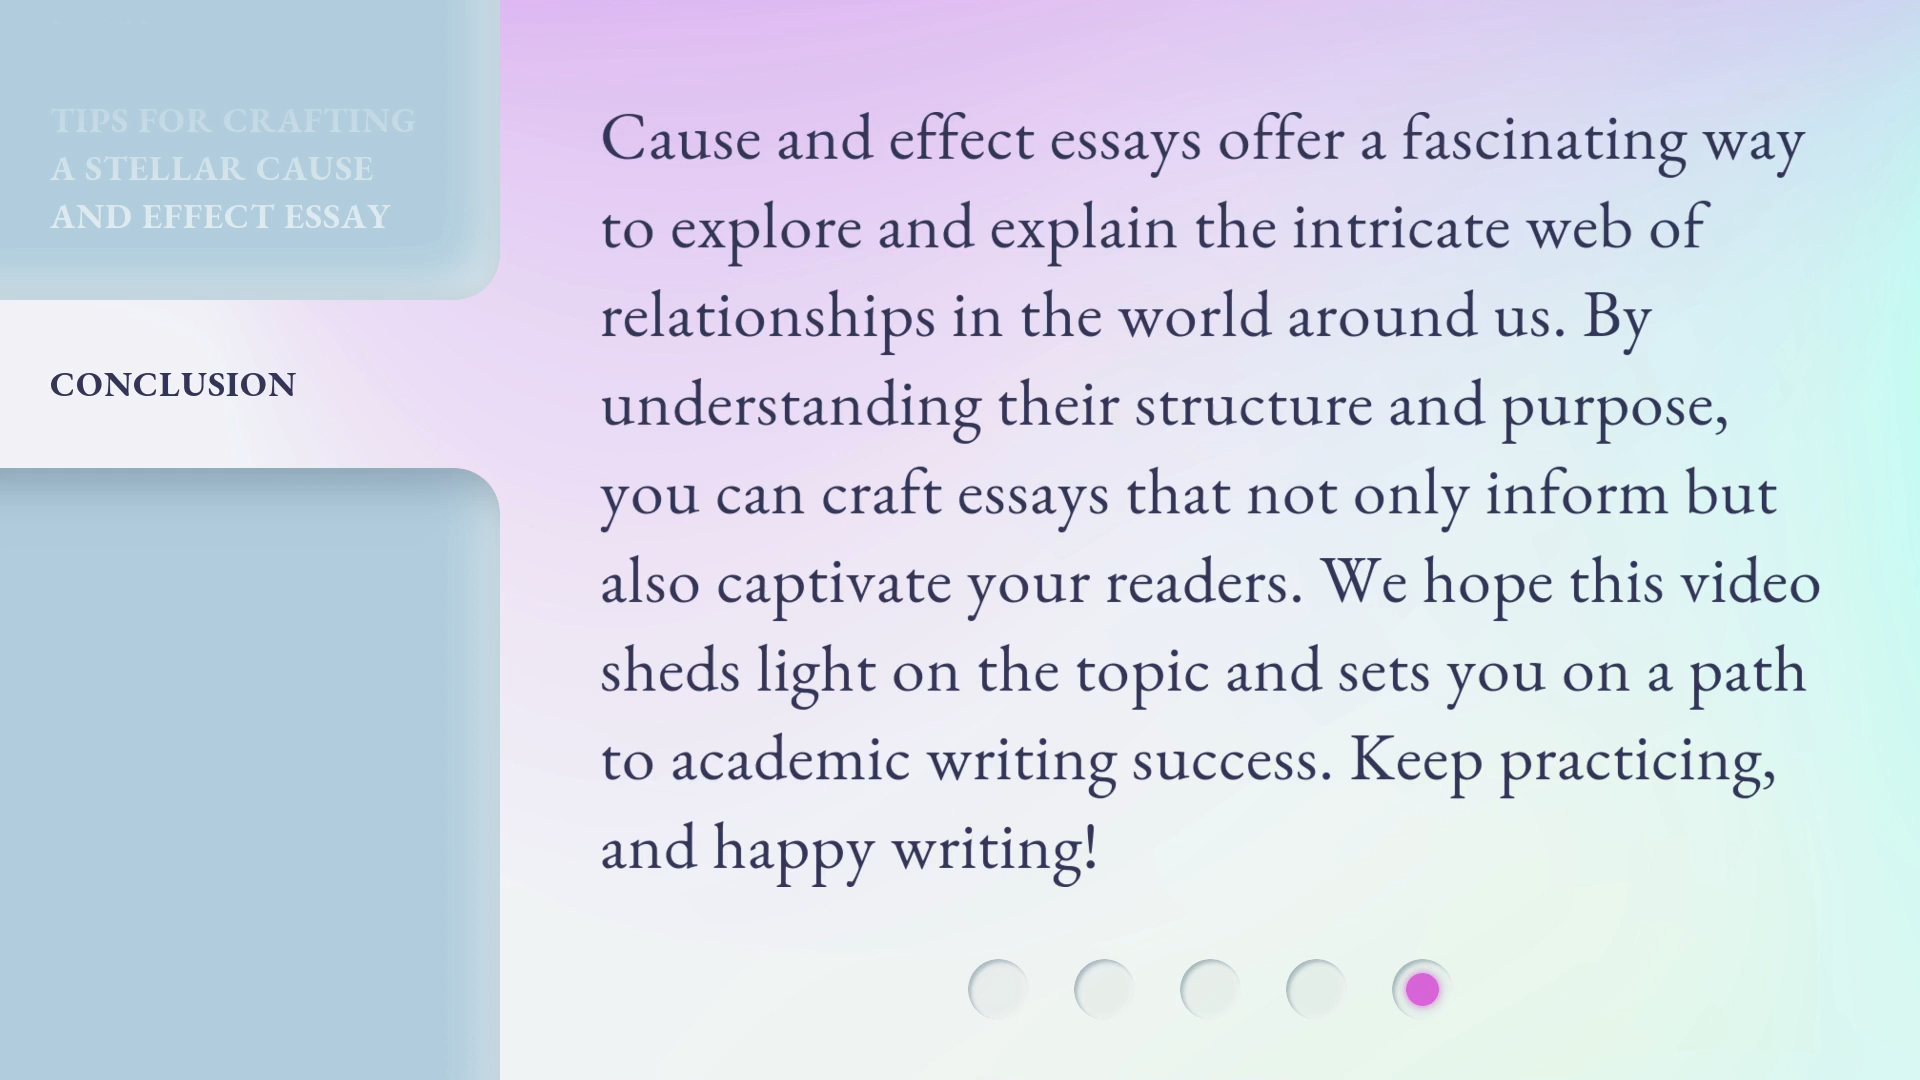 TIPS FOR CRAFTING
A STELLAR CAUSE
AND EFFECT ESSAY
CONCLUSION
Cause and effect essays offer a fascinating way
to explore and explain the intricate web of
relationships in the world around us. By
understanding their structure and purpose,
you can craft essays that not only inform but
also captivate your readers. We hope this video
sheds light on the topic and sets you on a path
to academic writing success. Keep practicing,
and happy writing!